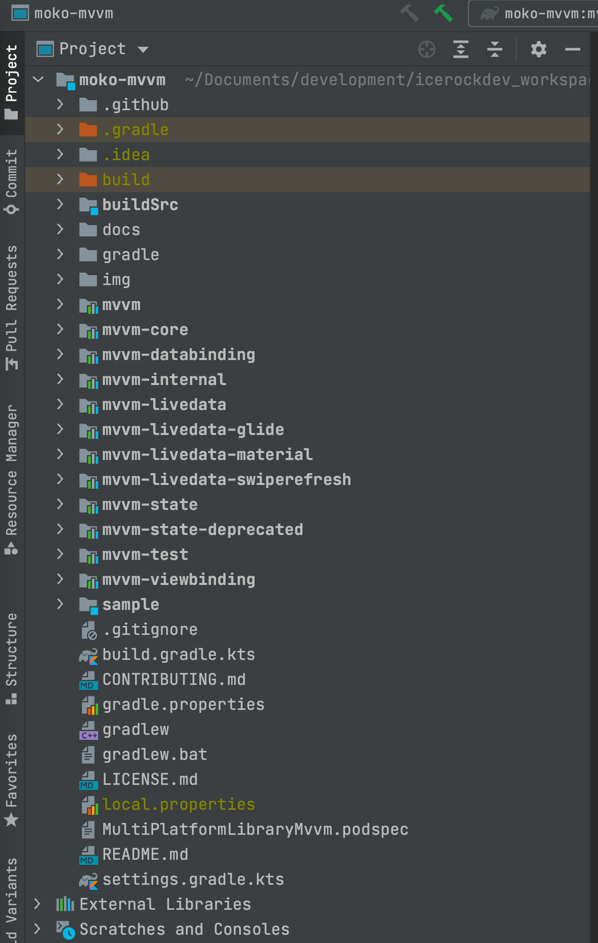 moko-mvvm
moko-mvvm:m
Project
moko-mvvm ~/Documents/development/icerockdev_workspa
.github
.gradle
.idea
build
buildSrc
docs
gradle
img
mvvm
mvvm-core
mvvm-databinding
mvvm-internal
mvvm-livedata
mvvm-livedata-glide
mvvm-livedata-material
mvvm-livedata-swiperefresh
mvvm-state
mvvm-state-deprecated
mvvm-test
mvvm-viewbinding
sample
.gitignore
build.gradle.kts
MD CONTRIBUTING.md
gradle.properties
C++ gradlew
gradlew.bat
MD LICENSE.md
local.properties
MultiPlatformLibraryMvvm.podspec
MD README.md
settings.gradle.kts
External Libraries
Scratches and Consoles
Project
Commit
Pull Requests
Resource Manager
Structure
Favorites
d Variants